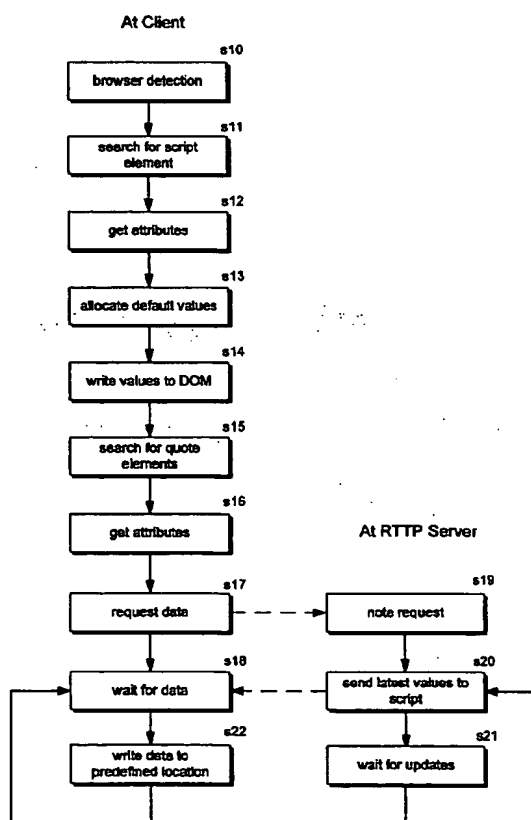 At Client
s10
browser detection
s11
search for script
element
s12
get attributes
s13
allocate default values
s14
write values to DOM
s15
search for quote
elements
s16
get attributes
At RTTP Server
s17
request data
s19
note request
s18
wait for data
s20
send latest values to
script
s22
write data to
predefined location
s21
wait for updates